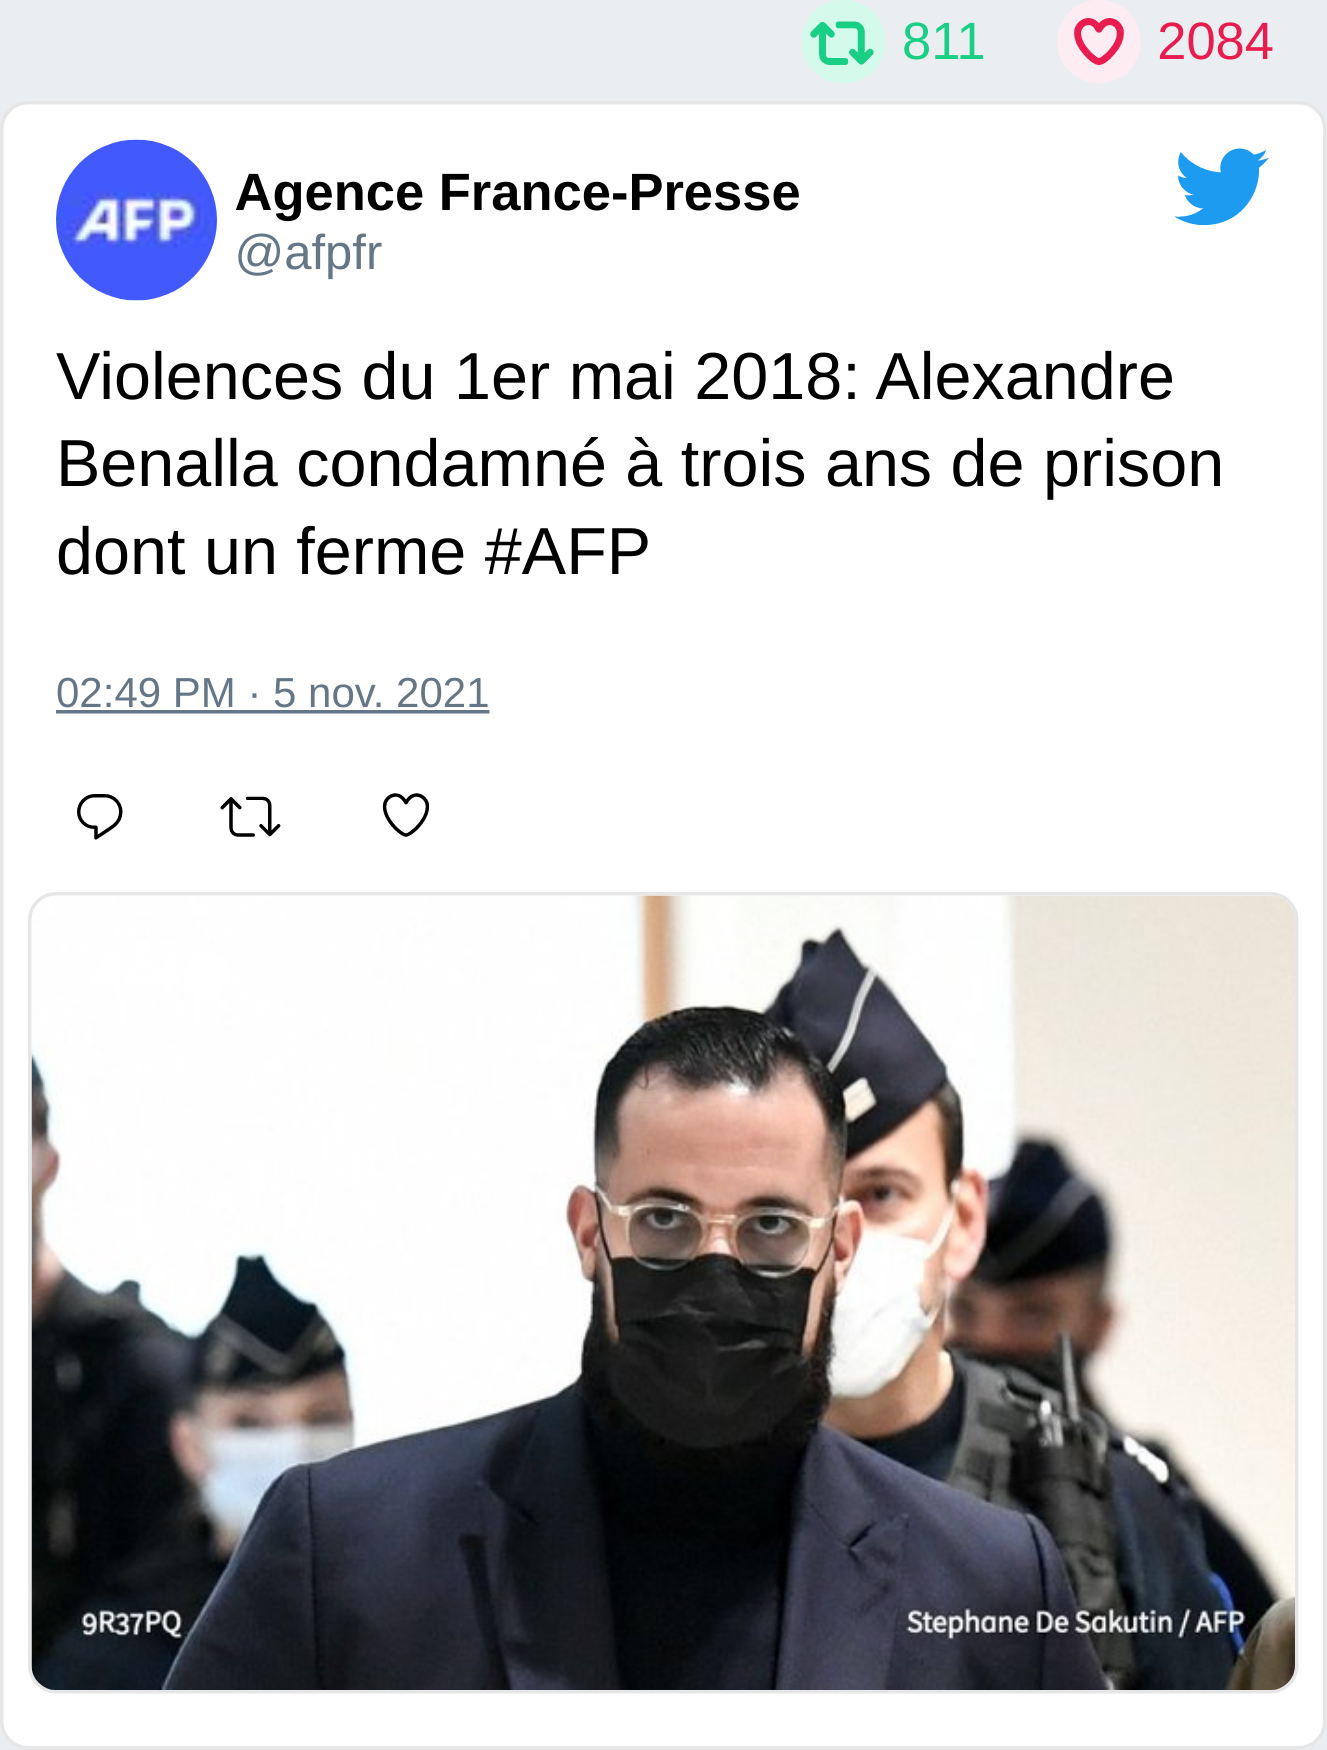 811 2084
AFP
Agence France-Presse
@afpfr
Violences du 1er mai 2018: Alexandre
Benalla condamné à trois ans de prison
dont un ferme #AFP
02:49 PM · 5 nov. 2021
9R37PQ
Stephane De Sakutin / AFP